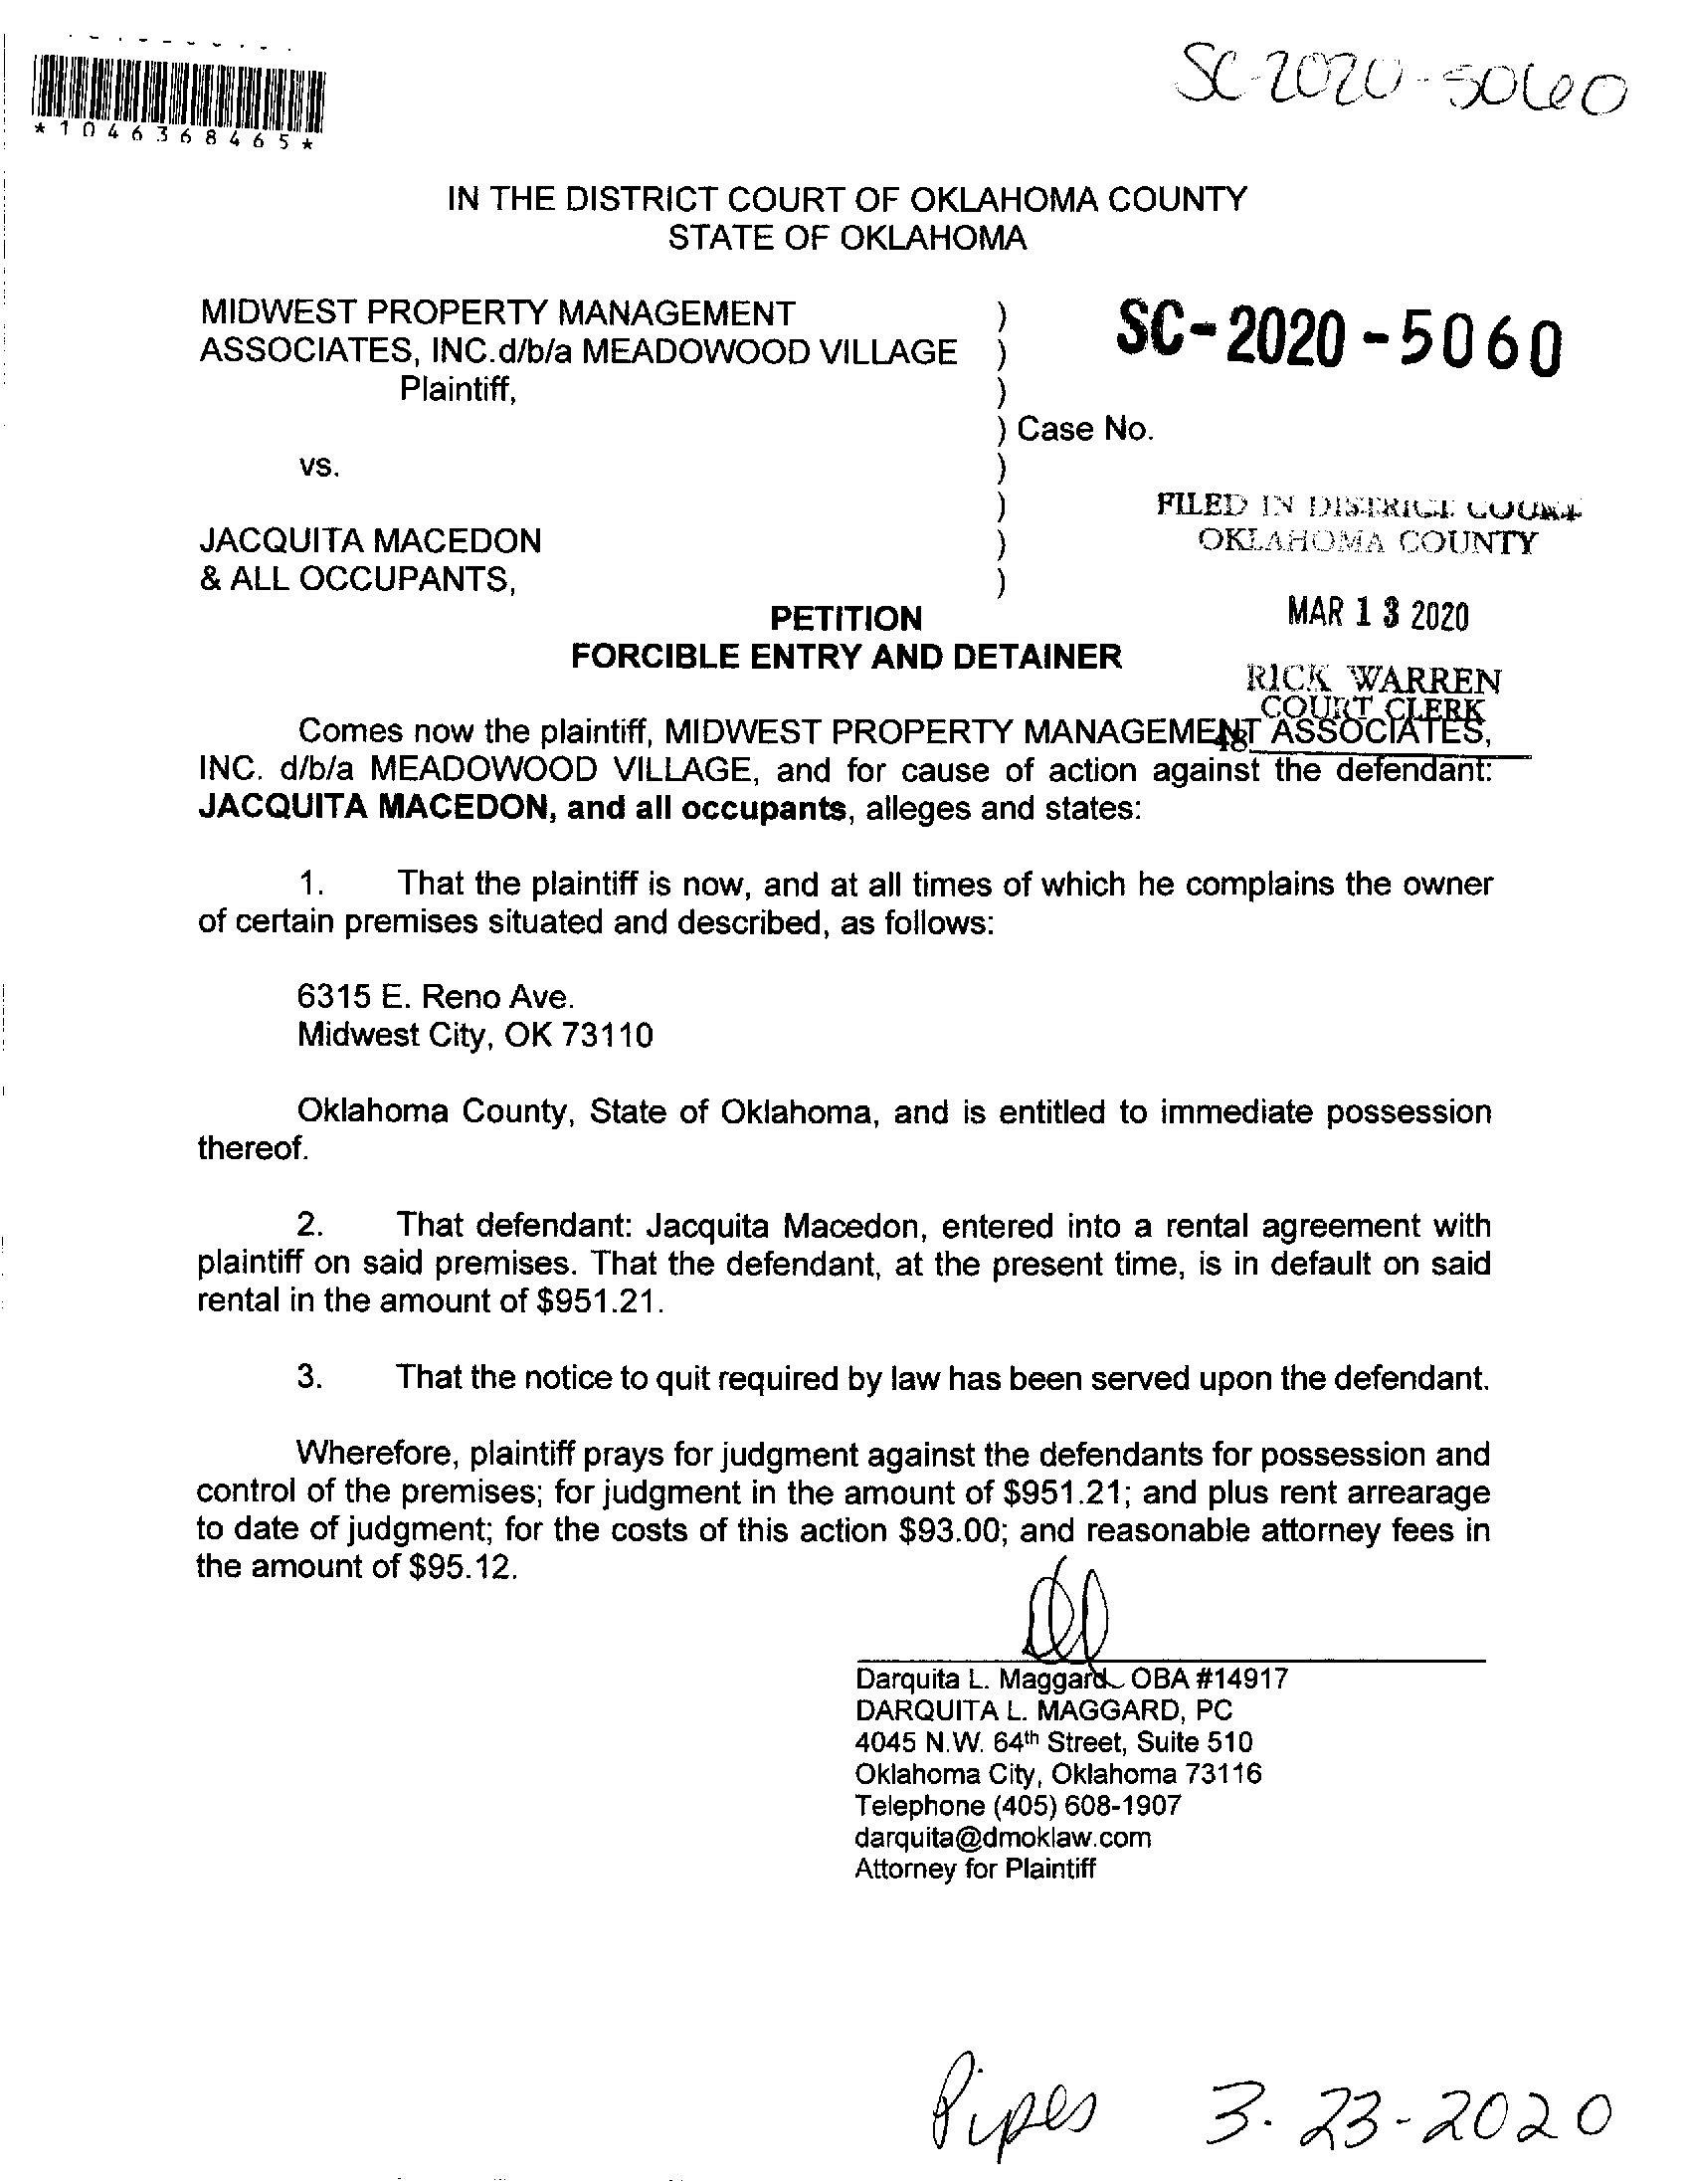 SC-2020-5060
*1046368465*
IN THE DISTRICT COURT OF OKLAHOMA COUNTY
STATE OF OKLAHOMA
MIDWEST PROPERTY MANAGEMENT )
ASSOCIATES, INC.d/b/a MEADOWOOD VILLAGE )
SC-2020-5060
Plaintiff, )
) Case No.
vs. )
)
FILED IN DISTRICT COURT
JACQUITA MACEDON )
OKLAHOMA COUNTY
& ALL OCCUPANTS, )
PETITION
MAR 13 2020
FORCIBLE ENTRY AND DETAINER
RICK WARREN
COURT CLERK
48
Comes now the plaintiff, MIDWEST PROPERTY MANAGEMENT ASSOCIATES,
INC. d/b/a MEADOWOOD VILLAGE, and for cause of action against the defendant:
JACQUITA MACEDON, and all occupants, alleges and states:
1. That the plaintiff is now, and at all times of which he complains the owner
of certain premises situated and described, as follows:
6315 E. Reno Ave.
Midwest City, OK 73110
Oklahoma County, State of Oklahoma, and is entitled to immediate possession
thereof.
2. That defendant: Jacquita Macedon, entered into a rental agreement with
plaintiff on said premises. That the defendant, at the present time, is in default on said
rental in the amount of $951.21.
3. That the notice to quit required by law has been served upon the defendant.
Wherefore, plaintiff prays for judgment against the defendants for possession and
control of the premises; for judgment in the amount of $951.21; and plus rent arrearage
to date of judgment; for the costs of this action $93.00; and reasonable attorney fees in
the amount of $95.12.
Darquita L. Maggard OBA #14917
DARQUITA L. MAGGARD, PC
4045 N.W. 64th Street, Suite 510
Oklahoma City, Oklahoma 73116
Telephone (405) 608-1907
darquita@dmoklaw.com
Attorney for Plaintiff
Pipes 3-23-2020